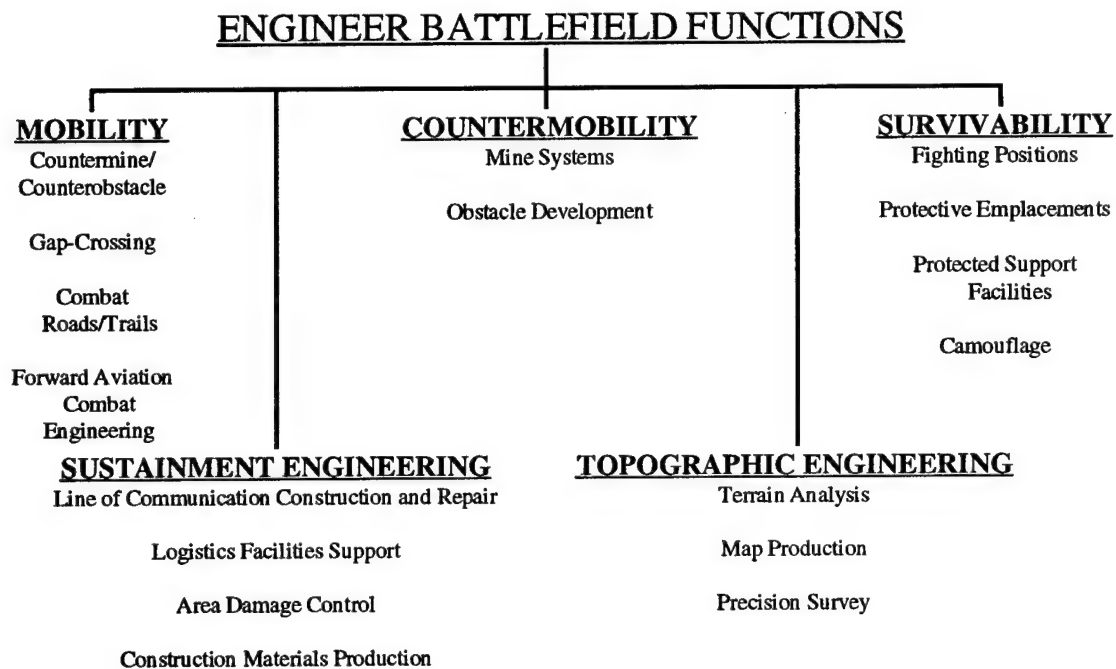 ENGINEER BATTLEFIELD FUNCTIONS
MOBILITY
Countermine/
Counterobstacle
Gap-Crossing
Combat
Roads/Trails
Forward Aviation
Combat
Engineering
COUNTERMOBILITY
Mine Systems
Obstacle Development
SURVIVABILITY
Fighting Positions
Protective Emplacements
Protected Support
Facilities
Camouflage
SUSTAINMENT ENGINEERING
Line of Communication Construction and Repair
Logistics Facilities Support
Area Damage Control
Construction Materials Production
TOPOGRAPHIC ENGINEERING
Terrain Analysis
Map Production
Precision Survey